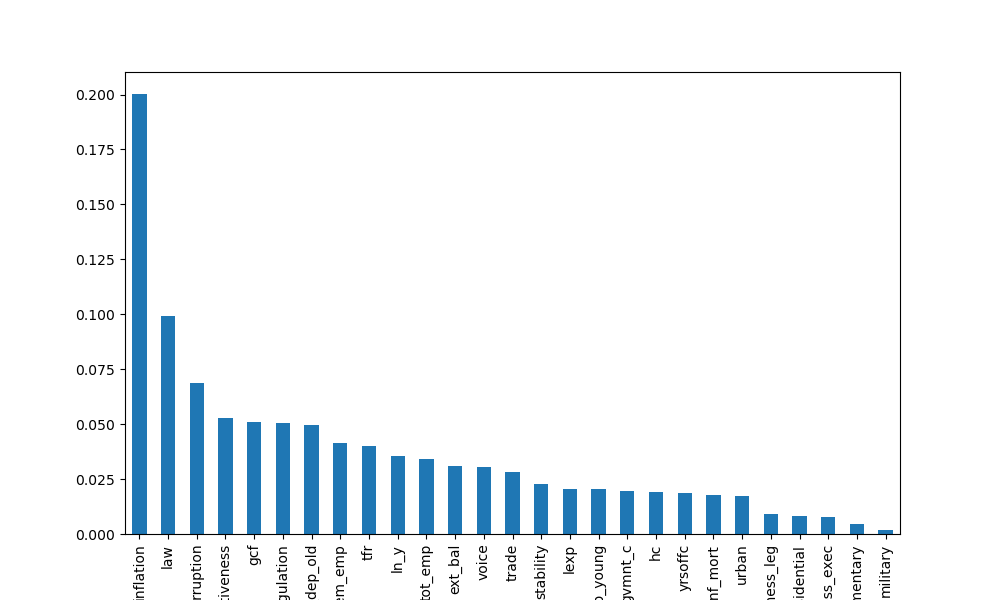 0.200
0.175
0.150
0.125
0.100
0.075
0.050
0.025
0.000
inflation
law
rruption
tiveness
gcf
gulation
dep_old
em_emp
tfr
ln_y
tot_emp
ext_bal
voice
trade
stability
lexp
o_young
gvmnt_c
hc
yrsoffc
nf_mort
urban
ness_leg
idential
ss_exec
mentary
military